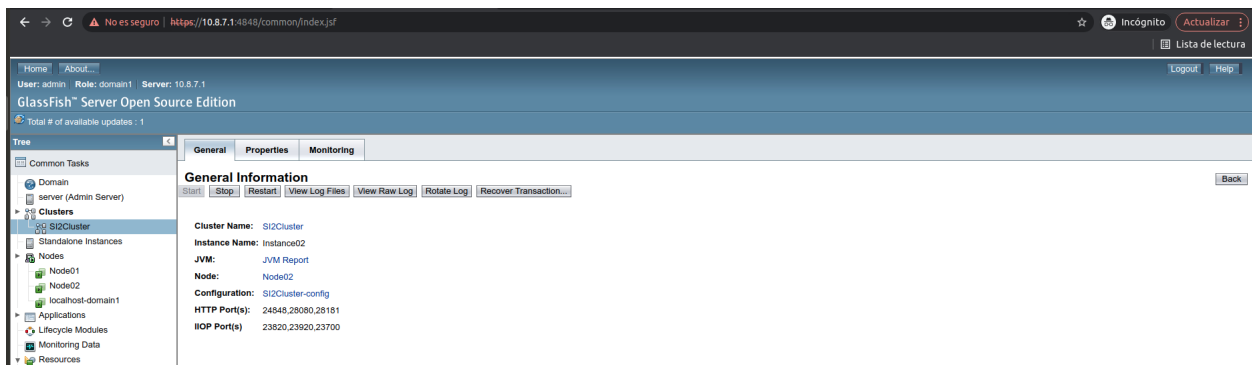 No es seguro | https://10.8.7.1:4848/common/index.jsf Incógnito Actualizar
Lista de lectura
Home About... Logout Help
User: admin Role: domain1 Server: 10.8.7.1
GlassFish™ Server Open Source Edition
Total # of available updates : 1
Tree
Common Tasks
Domain
server (Admin Server)
Clusters
SI2Cluster
Standalone Instances
Nodes
Node01
Node02
localhost-domain1
Applications
Lifecycle Modules
Monitoring Data
Resources
General Properties Monitoring
General Information
Back
Start Stop Restart View Log Files View Raw Log Rotate Log Recover Transaction...
Cluster Name: SI2Cluster
Instance Name: Instance02
JVM: JVM Report
Node: Node02
Configuration: SI2Cluster-config
HTTP Port(s): 24848,28080,28181
IIOP Port(s) 23820,23920,23700